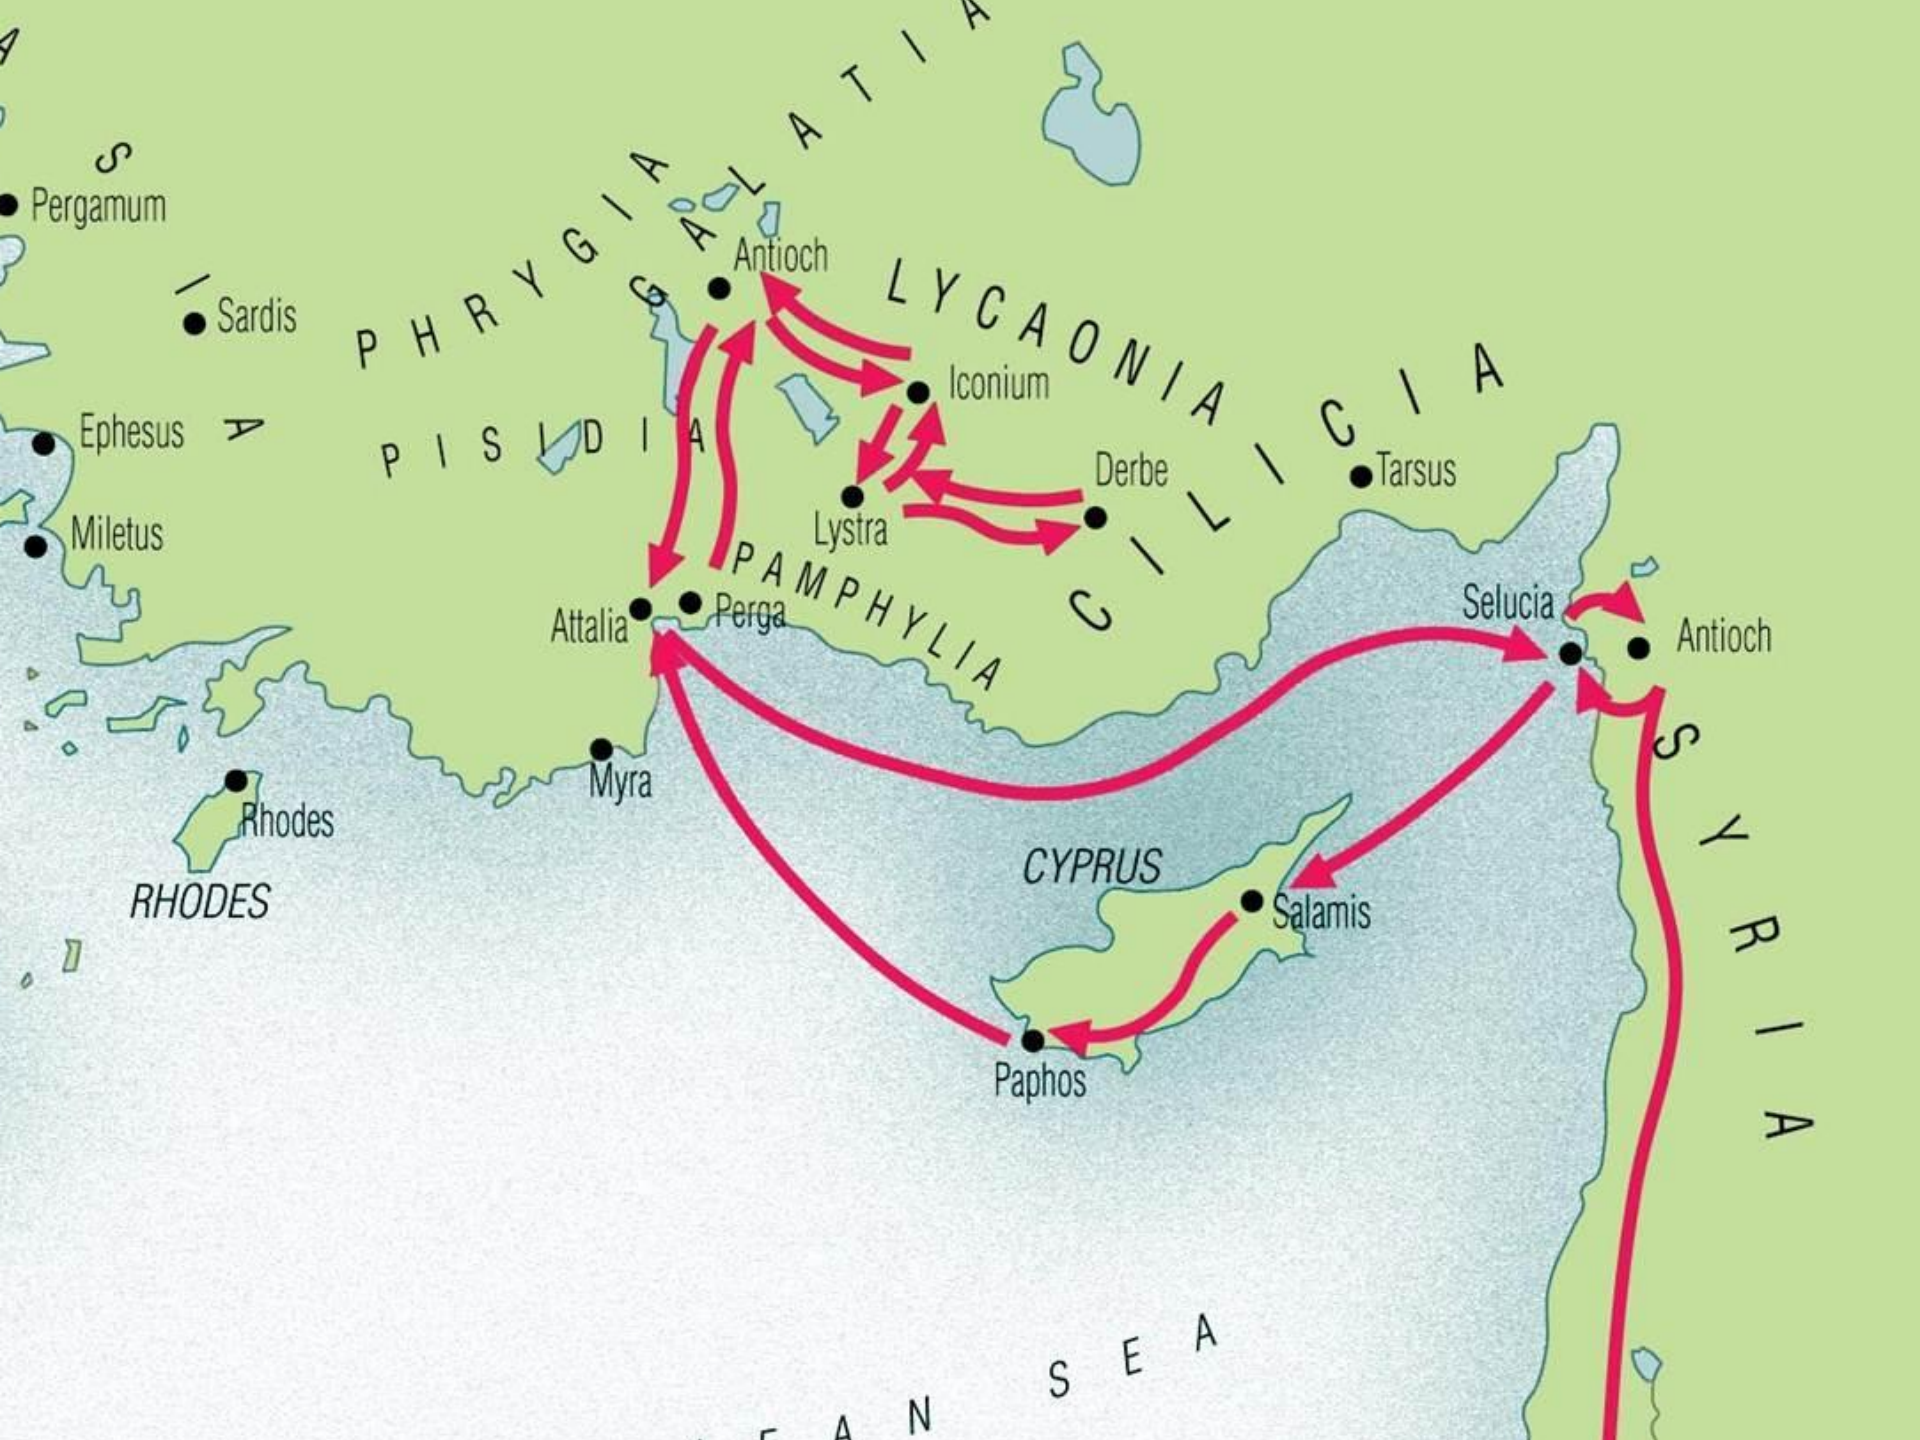 A S I A
Pergamum
Sardis
Ephesus
Miletus
PHRYGIA
GALATIA
Antioch
LYCAONIA
Iconium
PISIDIA
Lystra
Derbe
CILICIA
Tarsus
PAMPHYLIA
Attalia
Perga
Selucia
Antioch
Myra
Rhodes
RHODES
CYPRUS
Salamis
Paphos
SYRIA
E A N SEA